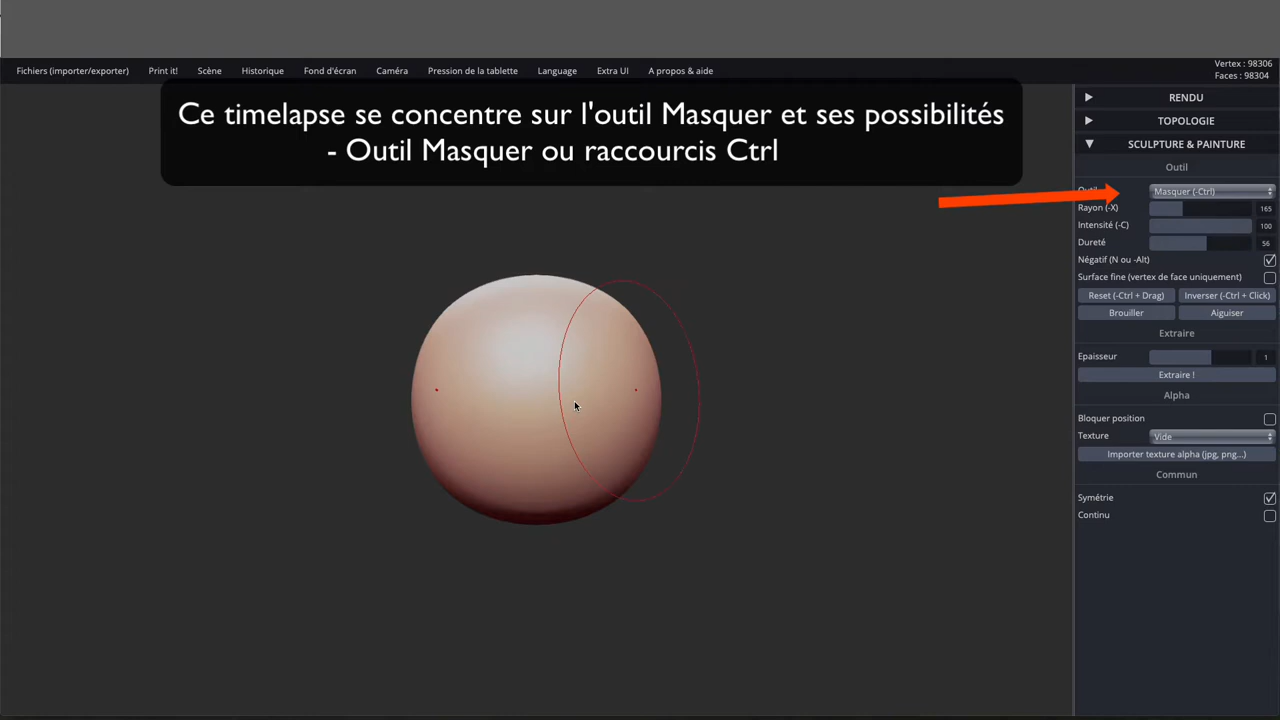 Fichiers (importer/exporter) Print it! Scène Historique Fond d'écran Caméra Pression de la tablette Language Extra UI A propos & aide
Vertex : 98306
Faces : 98304
Ce timelapse se concentre sur l'outil Masquer et ses possibilités
- Outil Masquer ou raccourcis Ctrl
RENDU
TOPOLOGIE
SCULPTURE & PAINTURE
Outil
Outil Masquer (-Ctrl)
Rayon (-X) 165
Intensité (-C) 100
Dureté 56
Négatif (N ou -Alt)
Surface fine (vertex de face uniquement)
Reset (-Ctrl + Drag) Inverser (-Ctrl + Click)
Brouiller Aiguiser
Extraire
Epaisseur 1
Extraire !
Alpha
Bloquer position
Texture Vide
Importer texture alpha (jpg, png...)
Commun
Symétrie
Continu